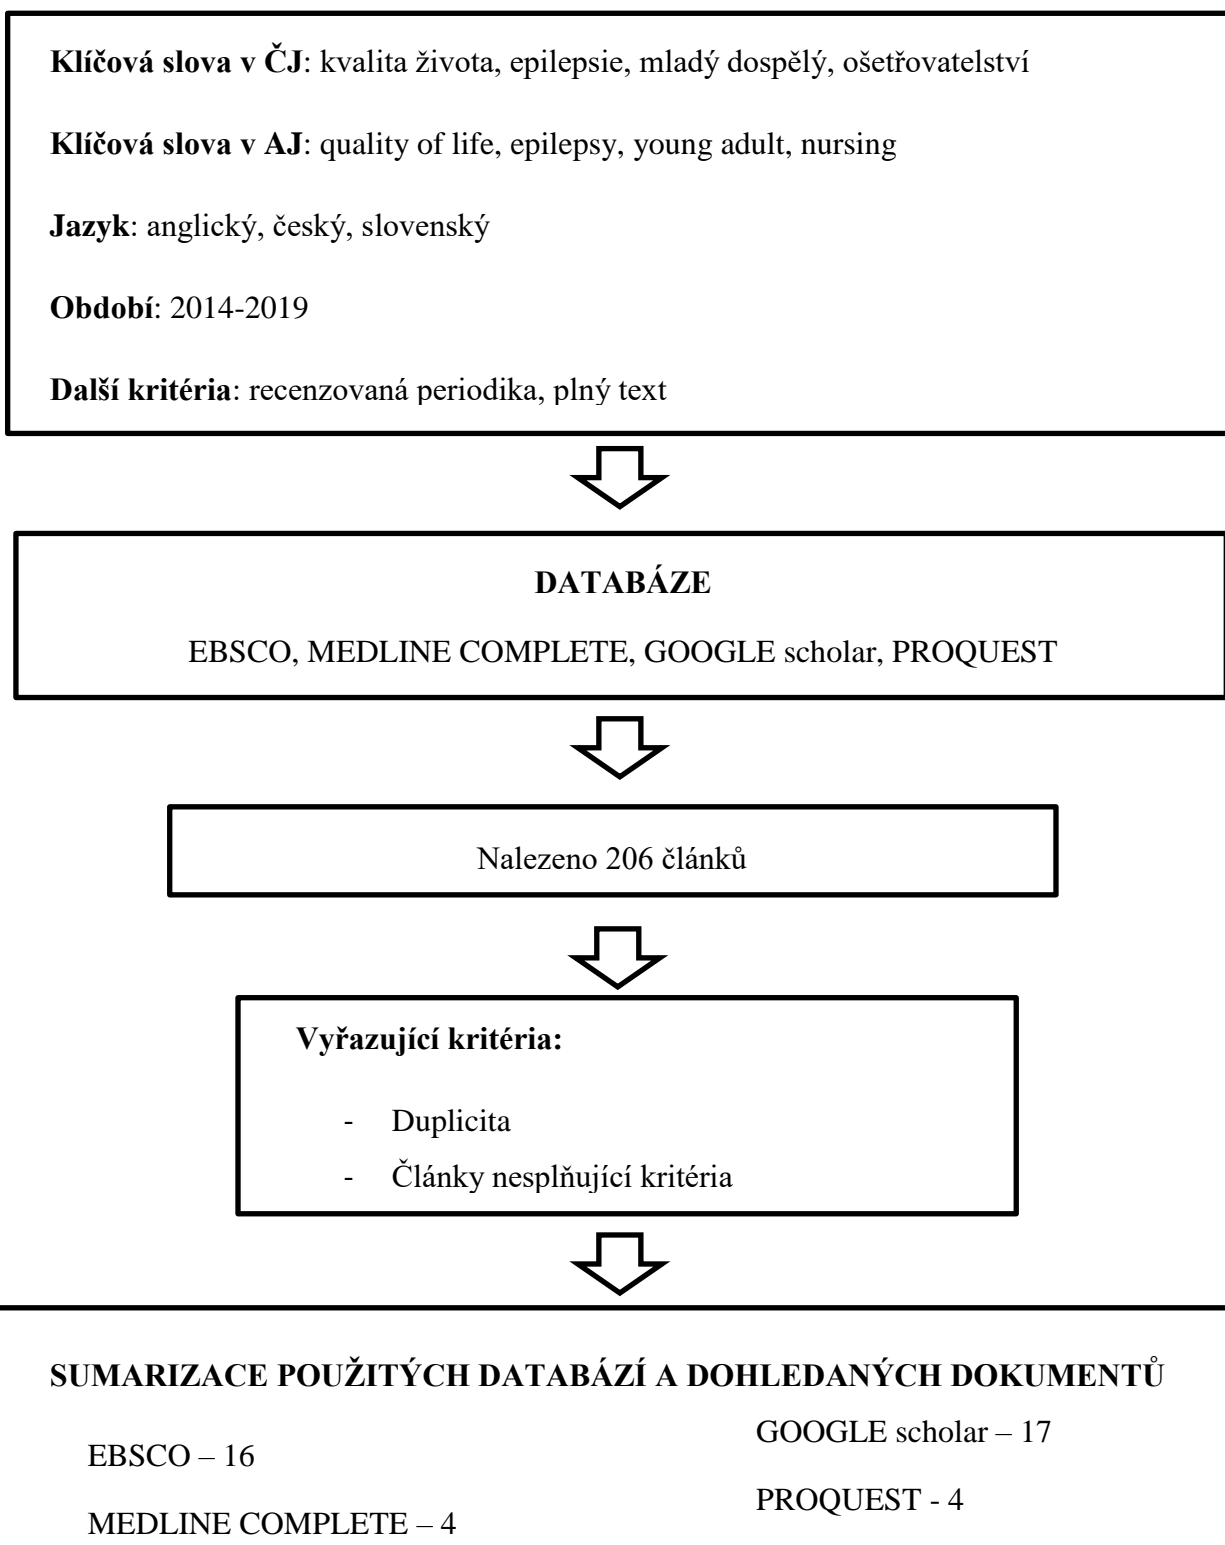 Klíčová slova v ČJ: kvalita života, epilepsie, mladý dospělý, ošetřovatelství
Klíčová slova v AJ: quality of life, epilepsy, young adult, nursing
Jazyk: anglický, český, slovenský
Období: 2014-2019
Další kritéria: recenzovaná periodika, plný text
DATABÁZE
EBSCO, MEDLINE COMPLETE, GOOGLE scholar, PROQUEST
Nalezeno 206 článků
Vyřazující kritéria:
- Duplicita
- Články nesplňující kritéria
SUMARIZACE POUŽITÝCH DATABÁZÍ A DOHLEDANÝCH DOKUMENTŮ
EBSCO – 16
MEDLINE COMPLETE – 4
GOOGLE scholar – 17
PROQUEST - 4